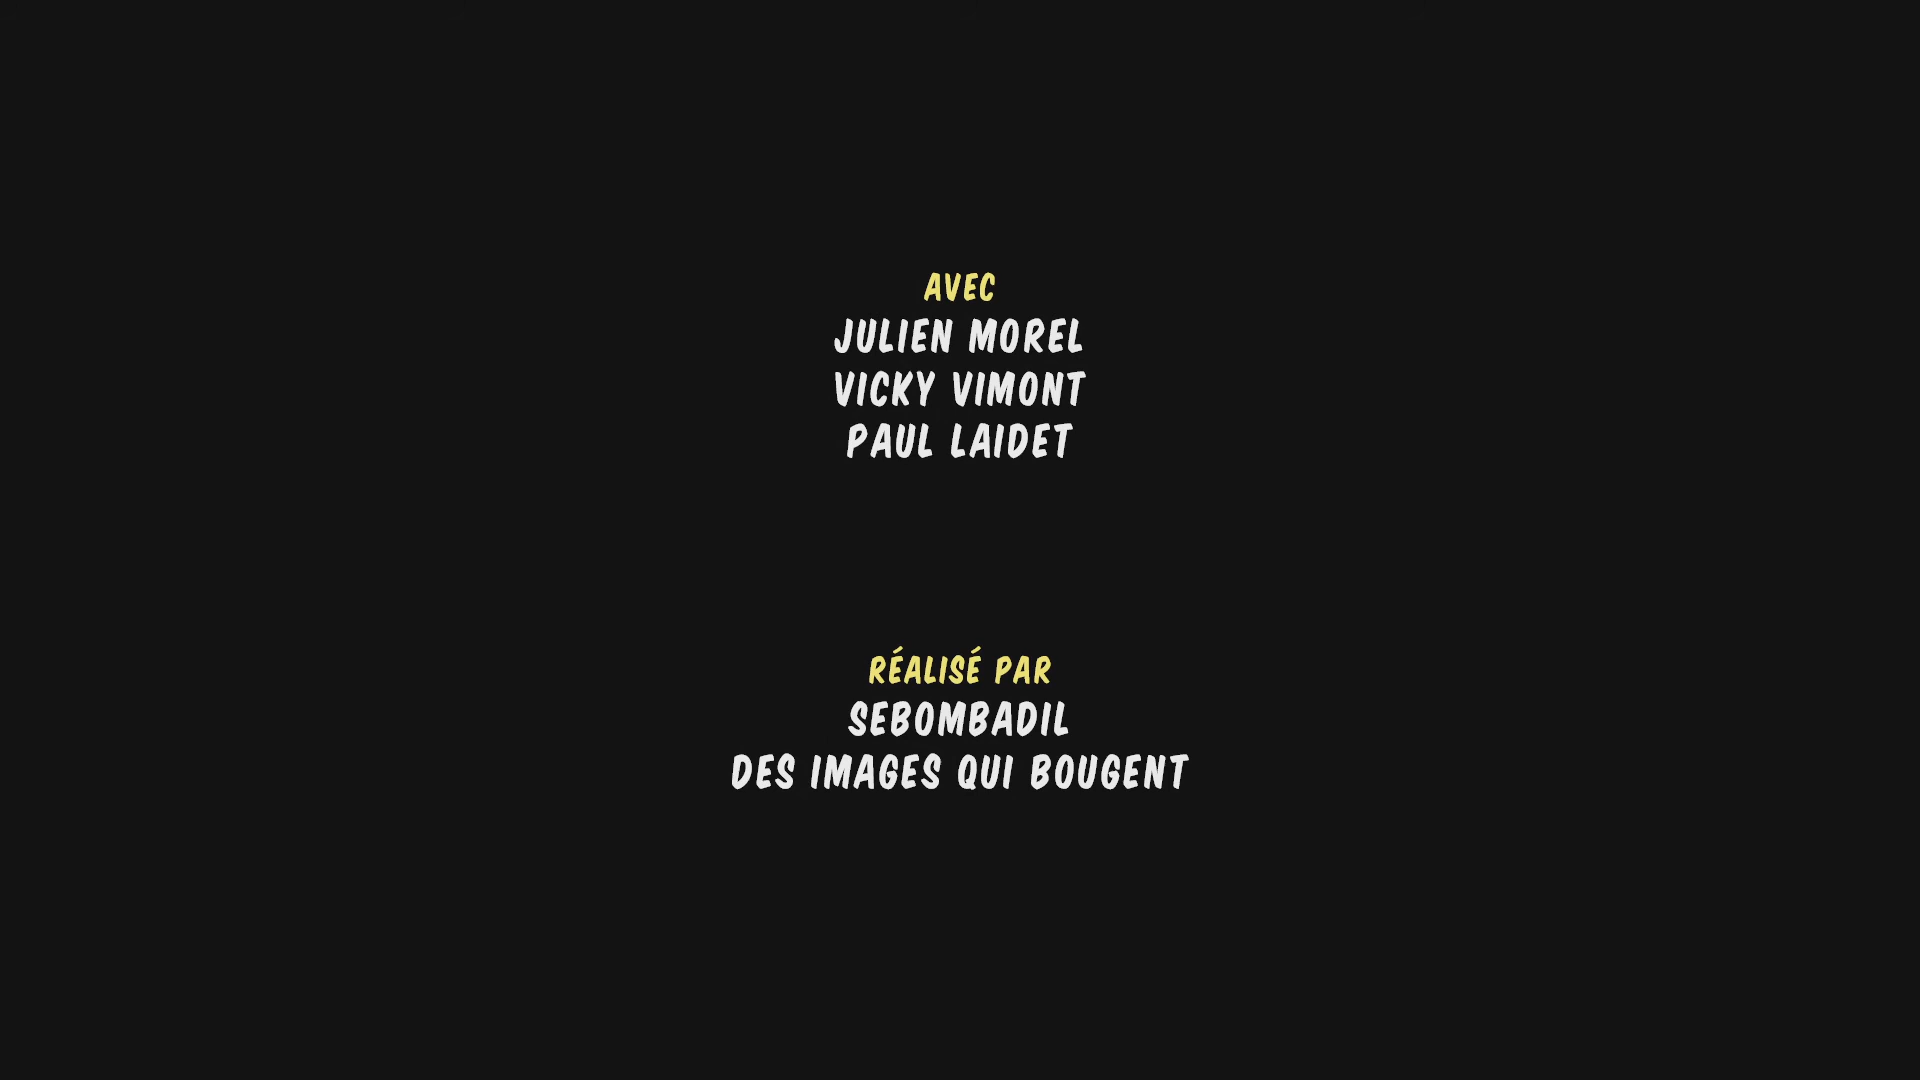 AVEC
JULIEN MOREL
VICKY VIMONT
PAUL LAIDET
RÉALISÉ PAR
SEBOMBADIL
DES IMAGES QUI BOUGENT